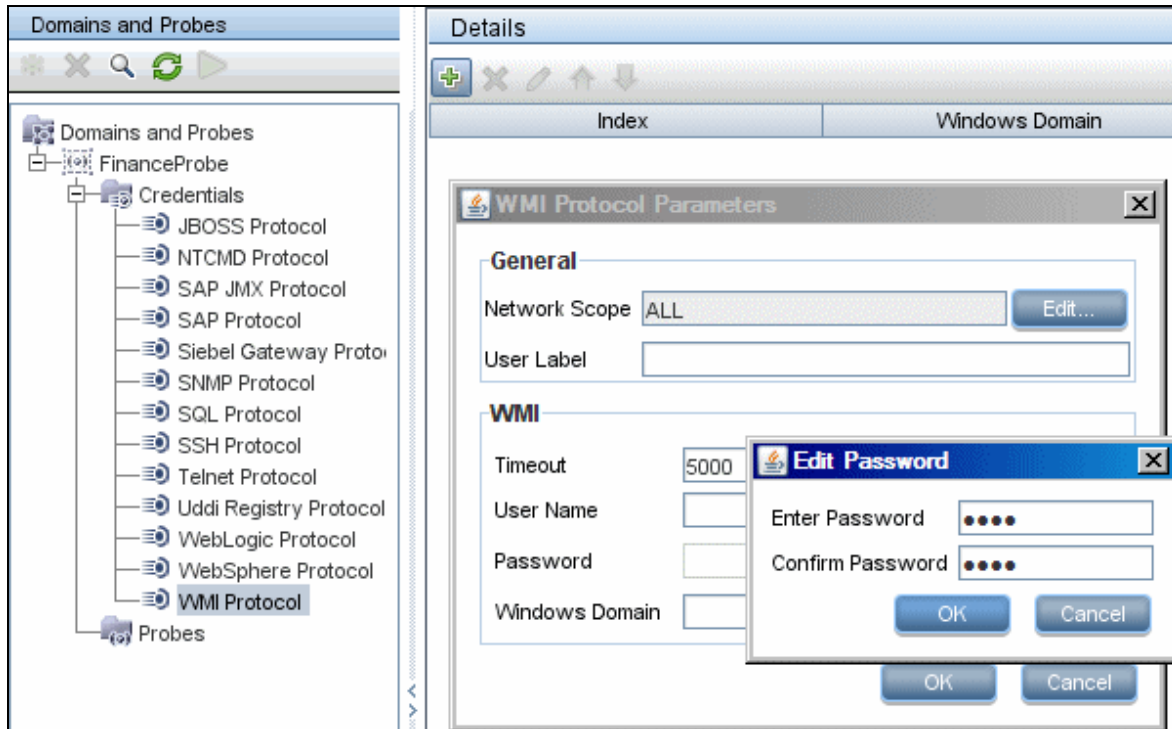 Domains and Probes
Domains and Probes
FinanceProbe
Credentials
JBOSS Protocol
NTCMD Protocol
SAP JMX Protocol
SAP Protocol
Siebel Gateway Proto
SNMP Protocol
SQL Protocol
SSH Protocol
Telnet Protocol
Uddi Registry Protocol
WebLogic Protocol
WebSphere Protocol
WMI Protocol
Probes
Details
Index Windows Domain
WMI Protocol Parameters
General
Network Scope ALL Edit...
User Label
WMI
Timeout 5000
User Name
Password
Windows Domain
OK Cancel
Edit Password
Enter Password ••••
Confirm Password ••••
OK Cancel